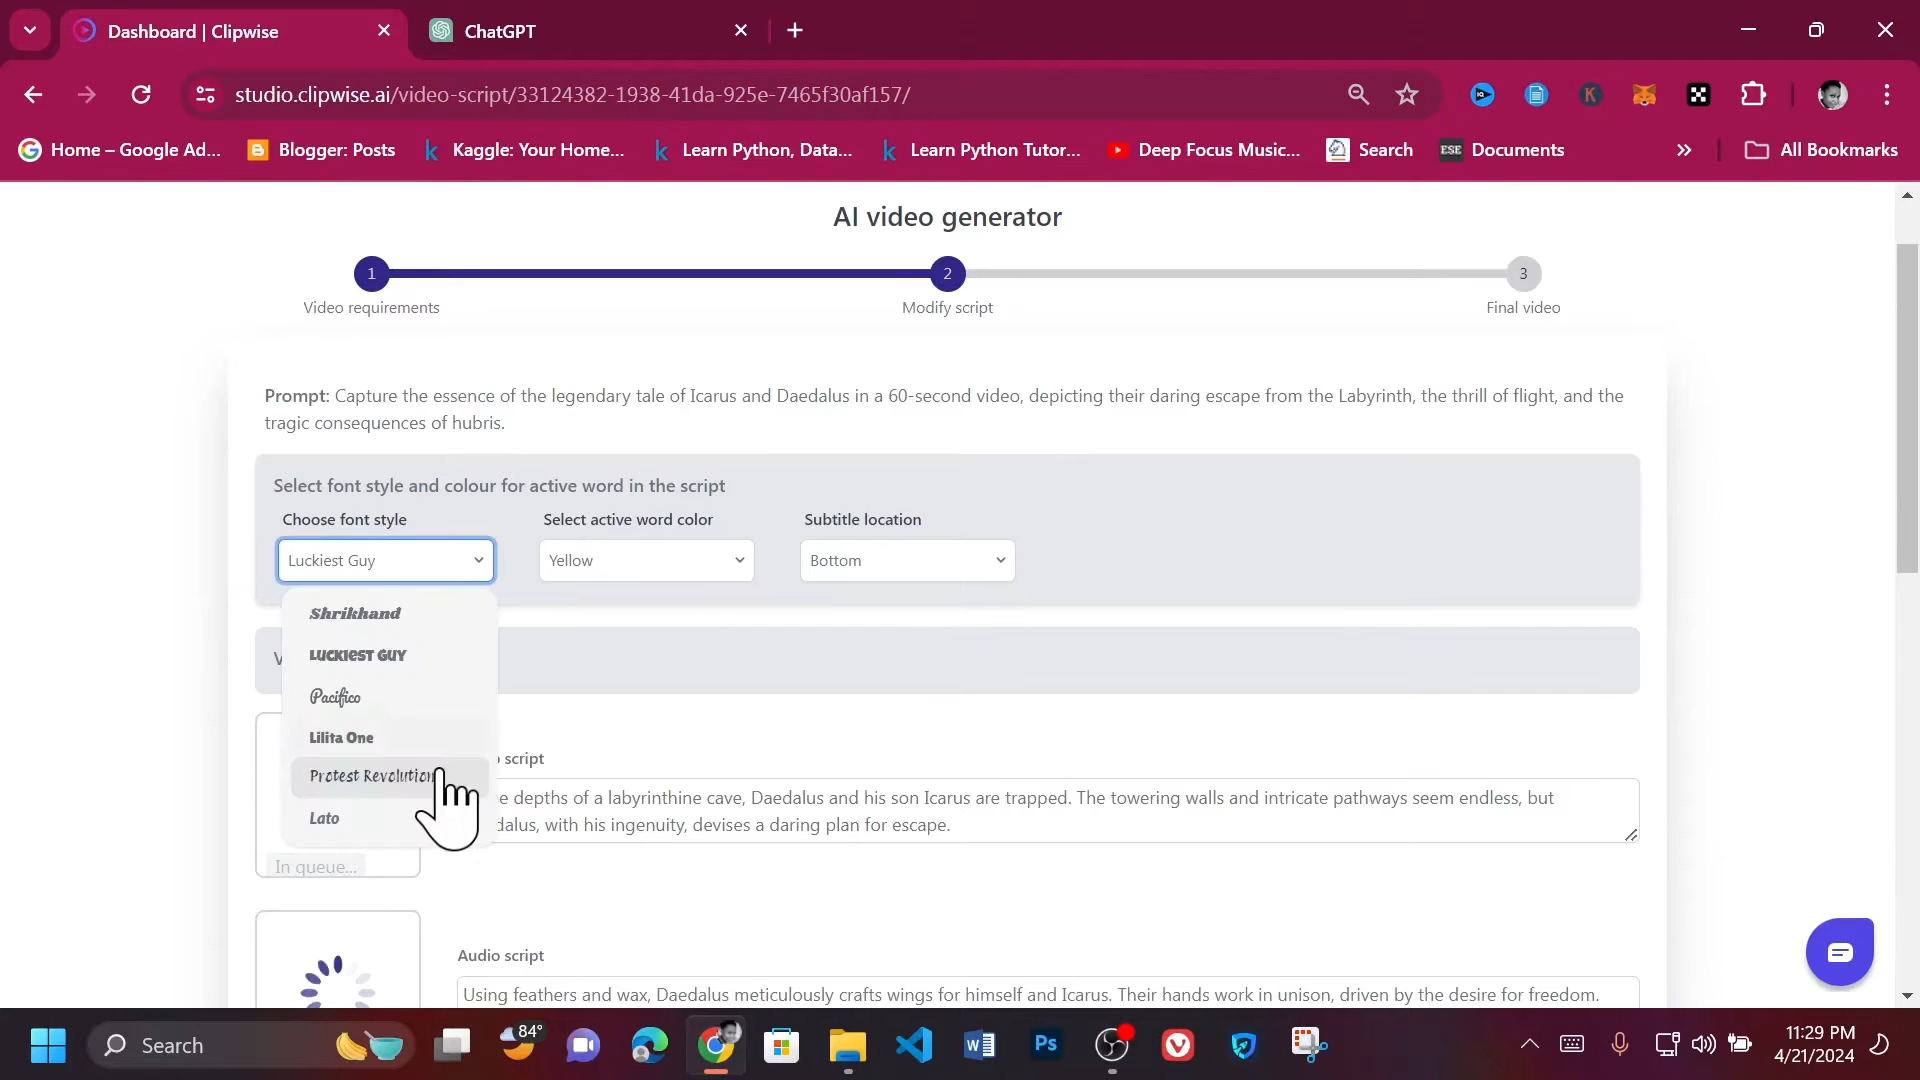 Dashboard | Clipwise
ChatGPT
studio.clipwise.ai/video-script/33124382-1938-41da-925e-7465f30af157/
Home – Google Ad...
Blogger: Posts
Kaggle: Your Home...
Learn Python, Data...
Learn Python Tutor...
Deep Focus Music...
Search
ESE Documents
All Bookmarks
AI video generator
1
2
3
Video requirements
Modify script
Final video
Prompt: Capture the essence of the legendary tale of Icarus and Daedalus in a 60-second video, depicting their daring escape from the Labyrinth, the thrill of flight, and the
tragic consequences of hubris.
Select font style and colour for active word in the script
Choose font style
Select active word color
Subtitle location
Luckiest Guy
Yellow
Bottom
Shrikhand
Luckiest Guy
Pacifico
Lilita One
Protest Revolution
Lato
script
depths of a labyrinthine cave, Daedalus and his son Icarus are trapped. The towering walls and intricate pathways seem endless, but
dalus, with his ingenuity, devises a daring plan for escape.
In queue...
Audio script
Using feathers and wax, Daedalus meticulously crafts wings for himself and Icarus. Their hands work in unison, driven by the desire for freedom.
Search
84°
Ps
11:29 PM
4/21/2024